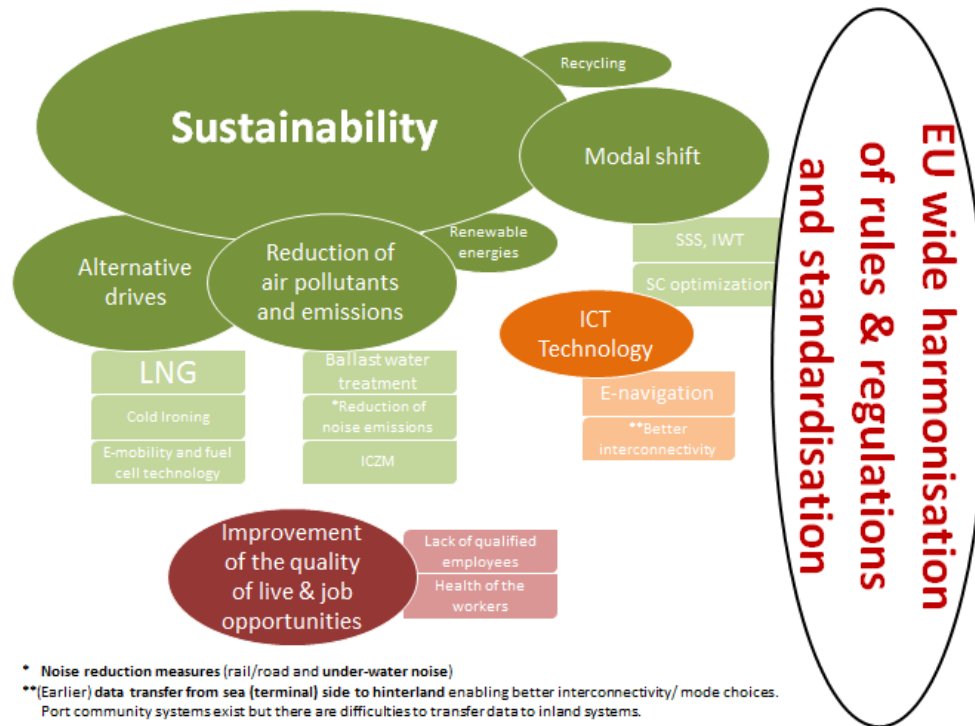 Recycling
Sustainability
Modal shift
Renewable
energies
Alternative
drives
Reduction of
air pollutants
and emissions
SSS, IWT
SC optimization
ICT
Technology
LNG
Cold Ironing
E-mobility and fuel
cell technology
Ballast water
treatment
*Reduction of
noise emissions
ICZM
E-navigation
**Better
interconnectivity
Improvement
of the quality
of live & job
opportunities
Lack of qualified
employees
Health of the
workers
EU wide harmonisation
of rules & regulations
and standardisation
* Noise reduction measures (rail/road and under-water noise)
**(Earlier) data transfer from sea (terminal) side to hinterland enabling better interconnectivity/ mode choices.
Port community systems exist but there are difficulties to transfer data to inland systems.